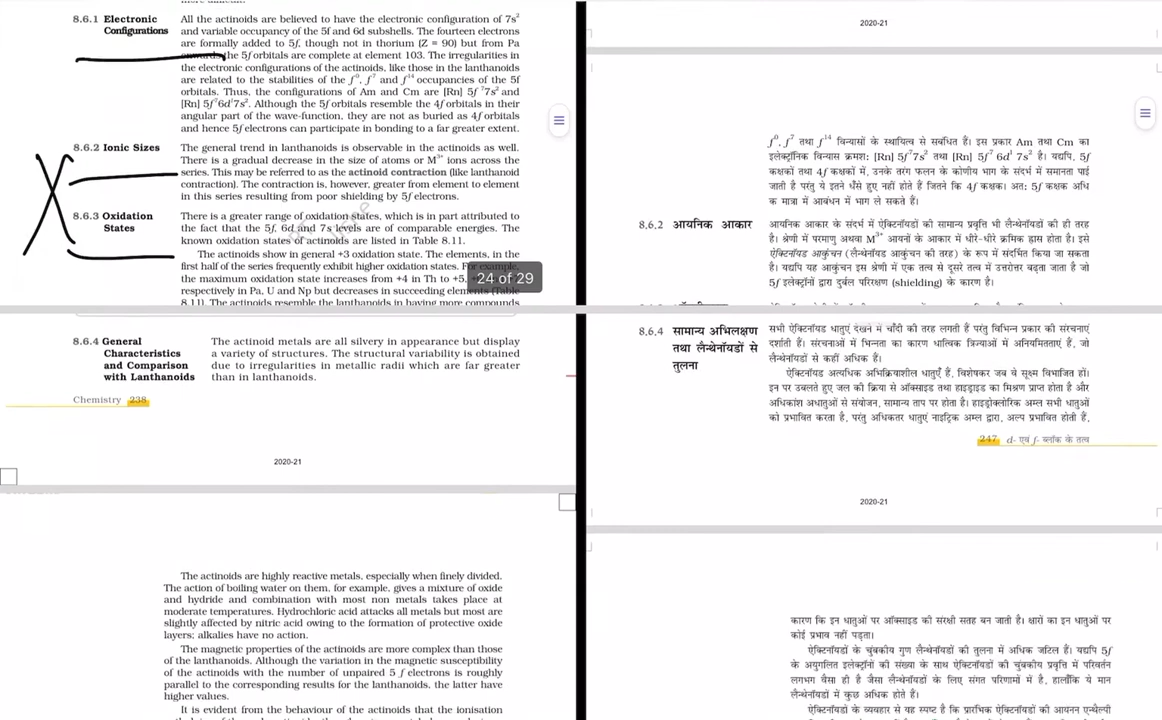 8.6.1 Electronic
Configurations
All the actinoids are believed to have the electronic configuration of 7s²
and variable occupancy of the 5f and 6d subshells. The fourteen electrons
are formally added to 5f, though not in thorium (Z = 90) but from Pa
onwards the 5f orbitals are complete at element 103. The irregularities in
the electronic configurations of the actinoids, like those in the lanthanoids
are related to the stabilities of the f⁰, f⁷ and f¹⁴ occupancies of the 5f
orbitals. Thus, the configurations of Am and Cm are [Rn] 5f⁷7s² and
[Rn] 5f⁷6d¹7s². Although the 5f orbitals resemble the 4f orbitals in their
angular part of the wave-function, they are not as buried as 4f orbitals
and hence 5f electrons can participate in bonding to a far greater extent.
8.6.2 Ionic Sizes
The general trend in lanthanoids is observable in the actinoids as well.
There is a gradual decrease in the size of atoms or M³⁺ ions across the
series. This may be referred to as the actinoid contraction (like lanthanoid
contraction). The contraction is, however, greater from element to element
in this series resulting from poor shielding by 5f electrons.
8.6.3 Oxidation
States
There is a greater range of oxidation states, which is in part attributed to
the fact that the 5f, 6d and 7s levels are of comparable energies. The
known oxidation states of actinoids are listed in Table 8.11.
The actinoids show in general +3 oxidation state. The elements, in the
first half of the series frequently exhibit higher oxidation states. For example,
the maximum oxidation state increases from +4 in Th to +5,
respectively in Pa, U and Np but decreases in succeeding elements (Table
8.11). The actinoids resemble the lanthanoids in having more compounds
24 of 29
8.6.4 General
Characteristics
and Comparison
with Lanthanoids
The actinoid metals are all silvery in appearance but display
a variety of structures. The structural variability is obtained
due to irregularities in metallic radii which are far greater
than in lanthanoids.
Chemistry 238
2020-21
The actinoids are highly reactive metals, especially when finely divided.
The action of boiling water on them, for example, gives a mixture of oxide
and hydride and combination with most non metals takes place at
moderate temperatures. Hydrochloric acid attacks all metals but most are
slightly affected by nitric acid owing to the formation of protective oxide
layers; alkalies have no action.
The magnetic properties of the actinoids are more complex than those
of the lanthanoids. Although the variation in the magnetic susceptibility
of the actinoids with the number of unpaired 5 f electrons is roughly
parallel to the corresponding results for the lanthanoids, the latter have
higher values.
It is evident from the behaviour of the actinoids that the ionisation
2020-21
f⁰, f⁷ तथा f¹⁴ विन्यासों के स्थायित्व से संबंधित हैं। इस प्रकार Am तथा Cm का
इलेक्ट्रॉनिक विन्यास क्रमशः [Rn] 5f⁷7s² तथा [Rn] 5f⁷ 6d¹ 7s² है। यद्यपि, 5f
कक्षकों तथा 4f कक्षकों में, उनके तरंग फलन के कोणीय भाग के संदर्भ में समानता पाई
जाती है परंतु ये इतने धँसे हुए नहीं होते हैं जितने कि 4f कक्षक। अतः 5f कक्षक अधि
क मात्रा में आबंधन में भाग ले सकते हैं।
8.6.2 आयनिक आकार
आयनिक आकार के संदर्भ में ऐक्टिनॉयडों की सामान्य प्रवृत्ति भी लैन्थेनॉयडों की ही तरह
है। श्रेणी में परमाणु अथवा M³⁺ आयनों के आकार में धीरे-धीरे क्रमिक ह्रास होता है। इसे
ऐक्टिनॉयड आकुंचन (लैन्थेनॉयड आकुंचन की तरह) के रूप में संदर्भित किया जा सकता
है। यद्यपि यह आकुंचन इस श्रेणी में एक तत्व से दूसरे तत्व में उत्तरोत्तर बढ़ता जाता है जो
5f इलेक्ट्रॉनों द्वारा दुर्बल परिरक्षण (shielding) के कारण है।
8.6.4 सामान्य अभिलक्षण
तथा लैन्थेनॉयडों से
तुलना
सभी ऐक्टिनॉयड धातुएं देखने में चाँदी की तरह लगती हैं परंतु विभिन्न प्रकार की संरचनाएं
दर्शाती हैं। संरचनाओं में भिन्नता का कारण धात्विक त्रिज्याओं में अनियमितताएं हैं, जो
लैन्थेनॉयडों से कहीं अधिक हैं।
ऐक्टिनॉयड अत्यधिक अभिक्रियाशील धातुएँ हैं, विशेषकर जब वे सूक्ष्म विभाजित हों।
इन पर उबलते हुए जल की क्रिया से ऑक्साइड तथा हाइड्राइड का मिश्रण प्राप्त होता है और
अधिकांश अधातुओं से संयोजन, सामान्य ताप पर होता है। हाइड्रोक्लोरिक अम्ल सभी धातुओं
को प्रभावित करता है, परंतु अधिकतर धातुएं नाइट्रिक अम्ल द्वारा, अल्प प्रभावित होती हैं,
247 d- एवं f- ब्लॉक के तत्व
2020-21
कारण कि इन धातुओं पर ऑक्साइड की संरक्षी सतह बन जाती है। क्षारों का इन धातुओं पर
कोई प्रभाव नहीं पड़ता।
ऐक्टिनॉयडों के चुंबकीय गुण लैन्थेनॉयडों की तुलना में अधिक जटिल हैं। यद्यपि 5f
के अयुगलित इलेक्ट्रॉनों की संख्या के साथ ऐक्टिनॉयडों की चुंबकीय प्रवृत्ति में परिवर्तन
लगभग वैसा ही है जैसा लैन्थेनॉयडों के लिए संगत परिणामों में है, हालाँकि ये मान
लैन्थेनॉयडों में कुछ अधिक होते हैं।
ऐक्टिनॉयडों के व्यवहार से यह स्पष्ट है कि प्रारंभिक ऐक्टिनॉयडों की आयनन एन्थैल्पी